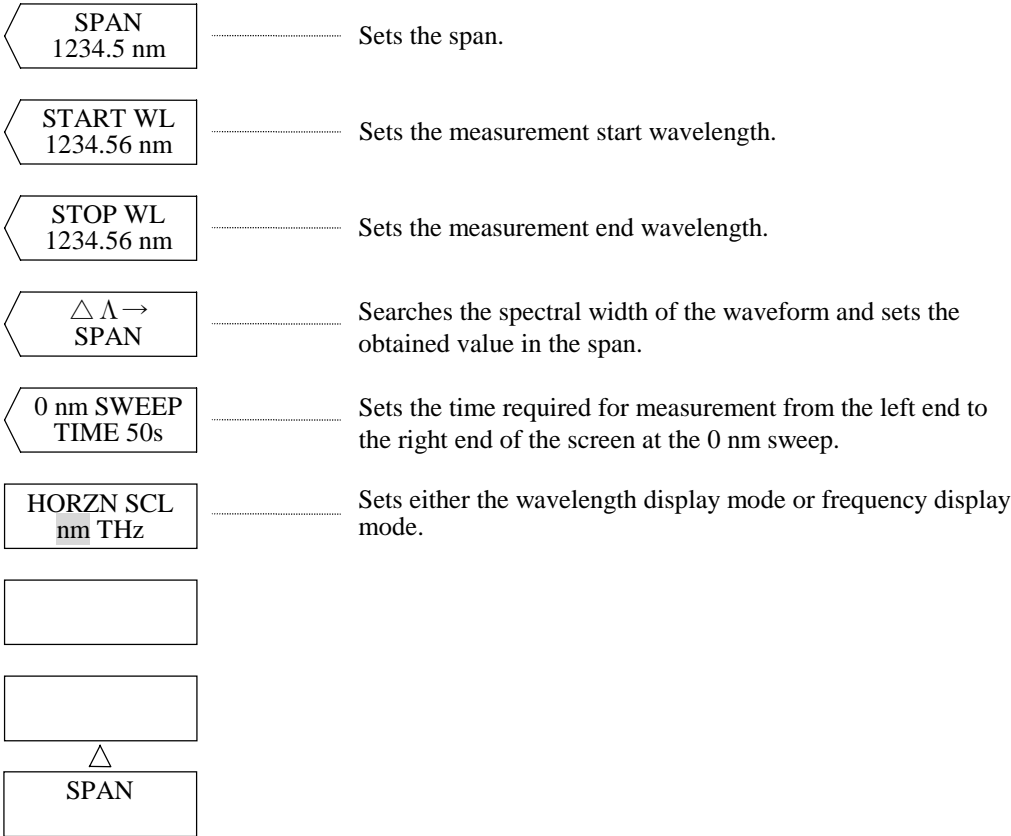 SPAN
1234.5 nm
Sets the span.
START WL
1234.56 nm
Sets the measurement start wavelength.
STOP WL
1234.56 nm
Sets the measurement end wavelength.
△ Λ→
SPAN
Searches the spectral width of the waveform and sets the
obtained value in the span.
0 nm SWEEP
TIME 50s
Sets the time required for measurement from the left end to
the right end of the screen at the 0 nm sweep.
HORZN SCL
nm THz
Sets either the wavelength display mode or frequency display
mode.
△
SPAN